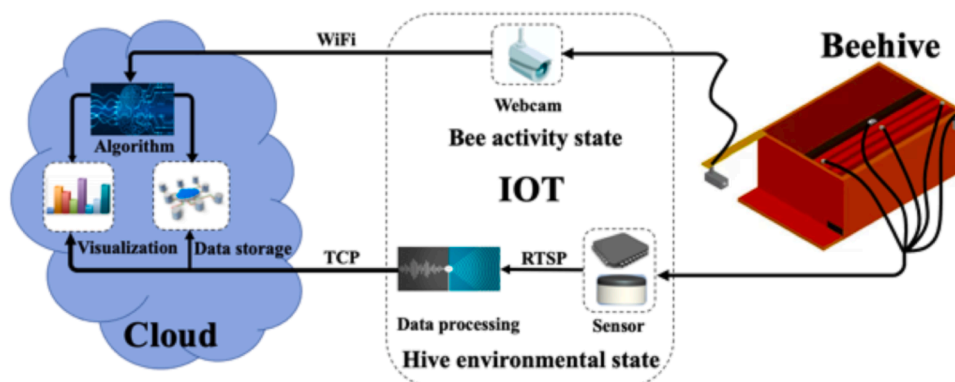 WiFi
Beehive
Webcam
Algorithm
Bee activity state
IOT
Visualization
Data storage
TCP
RTSP
Cloud
Data processing
Sensor
Hive environmental state